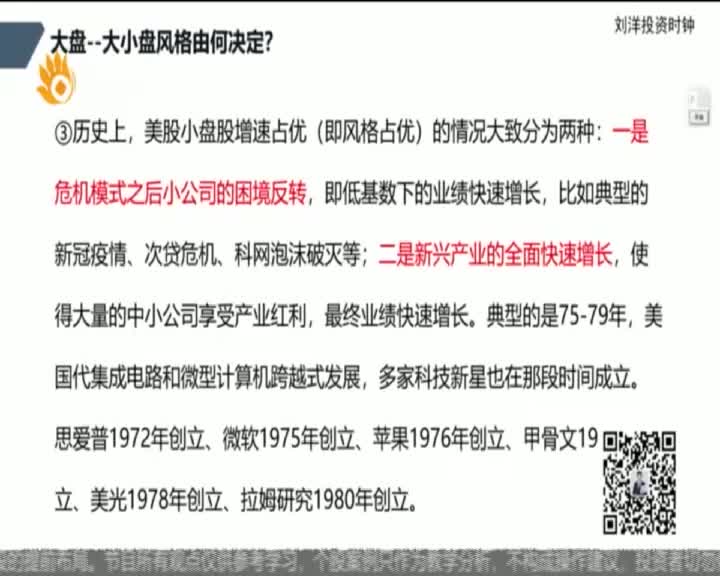 刘洋投资时钟
大盘--大小盘风格由何决定?
③历史上，美股小盘股增速占优（即风格占优）的情况大致分为两种：一是
危机模式之后小公司的困境反转，即低基数下的业绩快速增长，比如典型的
新冠疫情、次贷危机、科网泡沫破灭等；二是新兴产业的全面快速增长，使
得大量的中小公司享受产业红利，最终业绩快速增长。典型的是75-79年，美
国代集成电路和微型计算机跨越式发展，多家科技新星也在那段时间成立。
思爱普1972年创立、微软1975年创立、苹果1976年创立、甲骨文19
立、美光1978年创立、拉姆研究1980年创立。